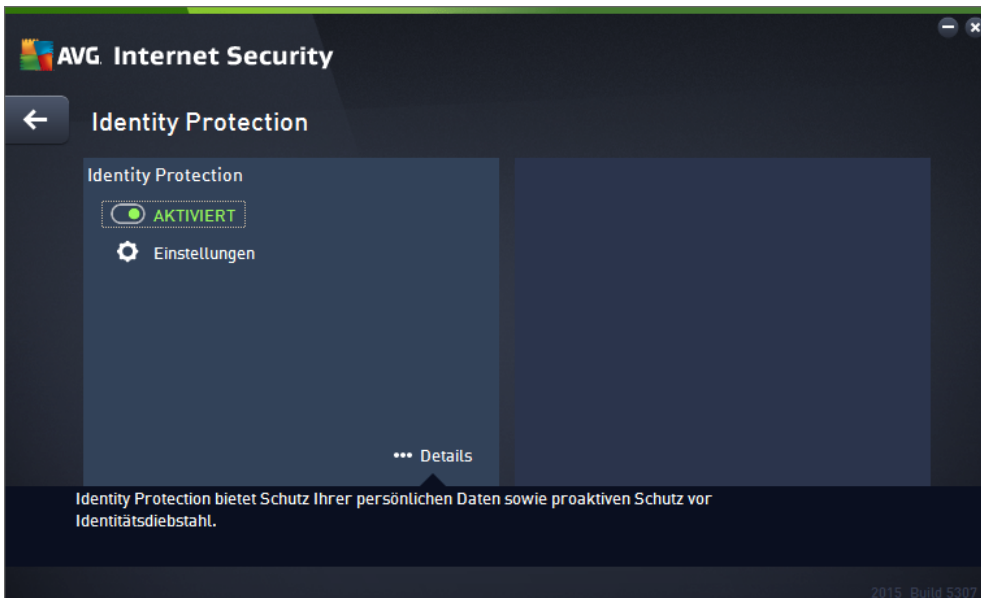 AVG Internet Security
Identity Protection
Identity Protection
AKTIVIERT
Einstellungen
••• Details
Identity Protection bietet Schutz Ihrer persönlichen Daten sowie proaktiven Schutz vor
Identitätsdiebstahl.
2015 Build 5307